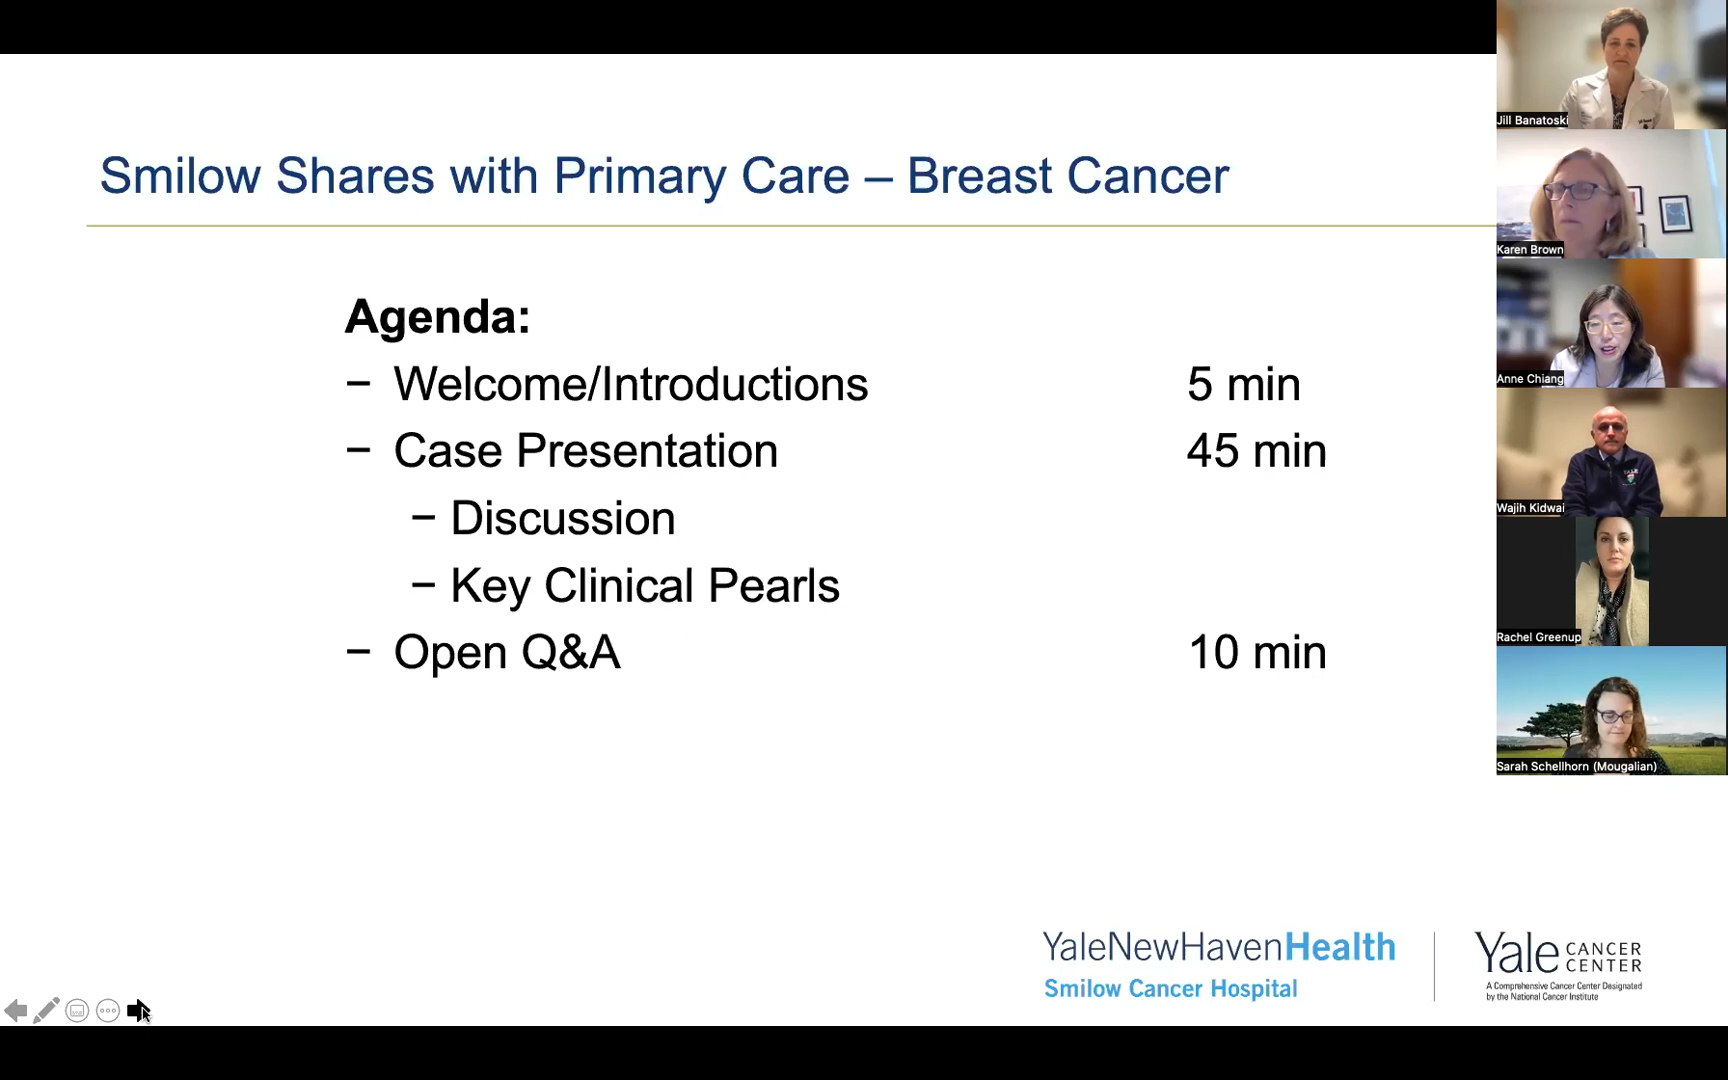 Smilow Shares with Primary Care – Breast Cancer
Agenda:
– Welcome/Introductions 5 min
– Case Presentation 45 min
– Discussion
– Key Clinical Pearls
– Open Q&A 10 min
YaleNewHavenHealth
Smilow Cancer Hospital
Yale CANCER CENTER
A Comprehensive Cancer Center Designated
by the National Cancer Institute
Jill Banatoski
Karen Brown
Anne Chiang
Wajih Kidwai
Rachel Greenup
Sarah Schellhorn (Mougalian)